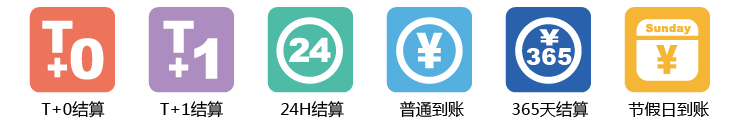 T+0
T+1
24
¥
¥ 365
Sunday ¥
T+0结算
T+1结算
24H结算
普通到账
365天结算
节假日到账